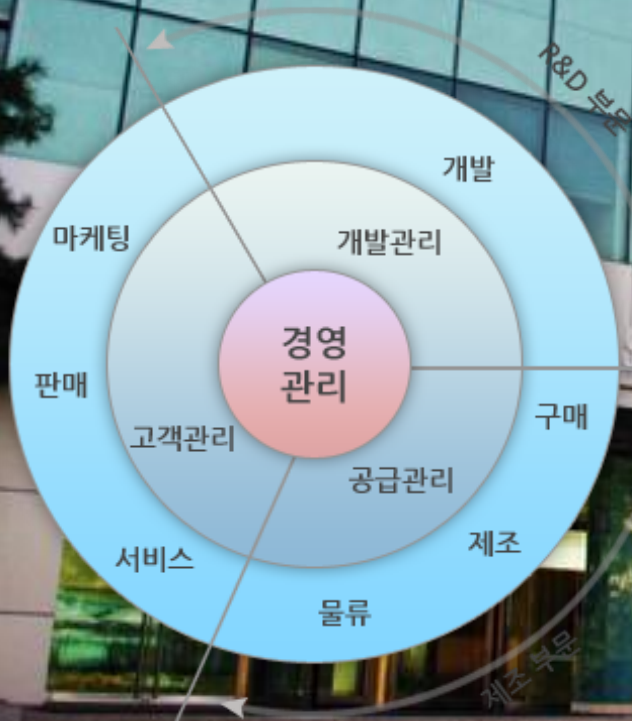 R&D 부문
개발
개발관리
마케팅
경영
관리
판매
구매
고객관리
공급관리
제조
서비스
물류
제조 부문